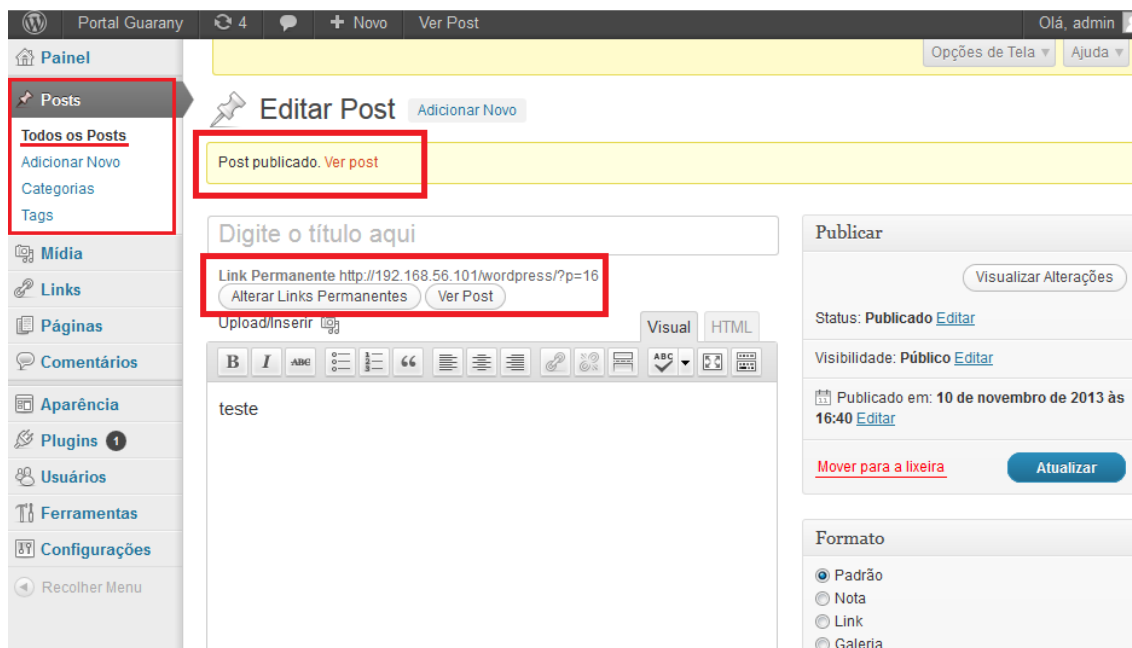 Portal Guarany 4 + Novo Ver Post Olá, admin
Painel
Posts
Todos os Posts
Adicionar Novo
Categorias
Tags
Mídia
Links
Páginas
Comentários
Aparência
Plugins 1
Usuários
Ferramentas
Configurações
Recolher Menu
Opções de Tela Ajuda
Editar Post Adicionar Novo
Post publicado. Ver post
Digite o título aqui
Link Permanente http://192.168.56.101/wordpress/?p=16
Alterar Links Permanentes Ver Post
Upload/Inserir
Visual HTML
B I ABC ABC
teste
Publicar
Visualizar Alterações
Status: Publicado Editar
Visibilidade: Público Editar
Publicado em: 10 de novembro de 2013 às
16:40 Editar
Mover para a lixeira Atualizar
Formato
Padrão
Nota
Link
Galeria